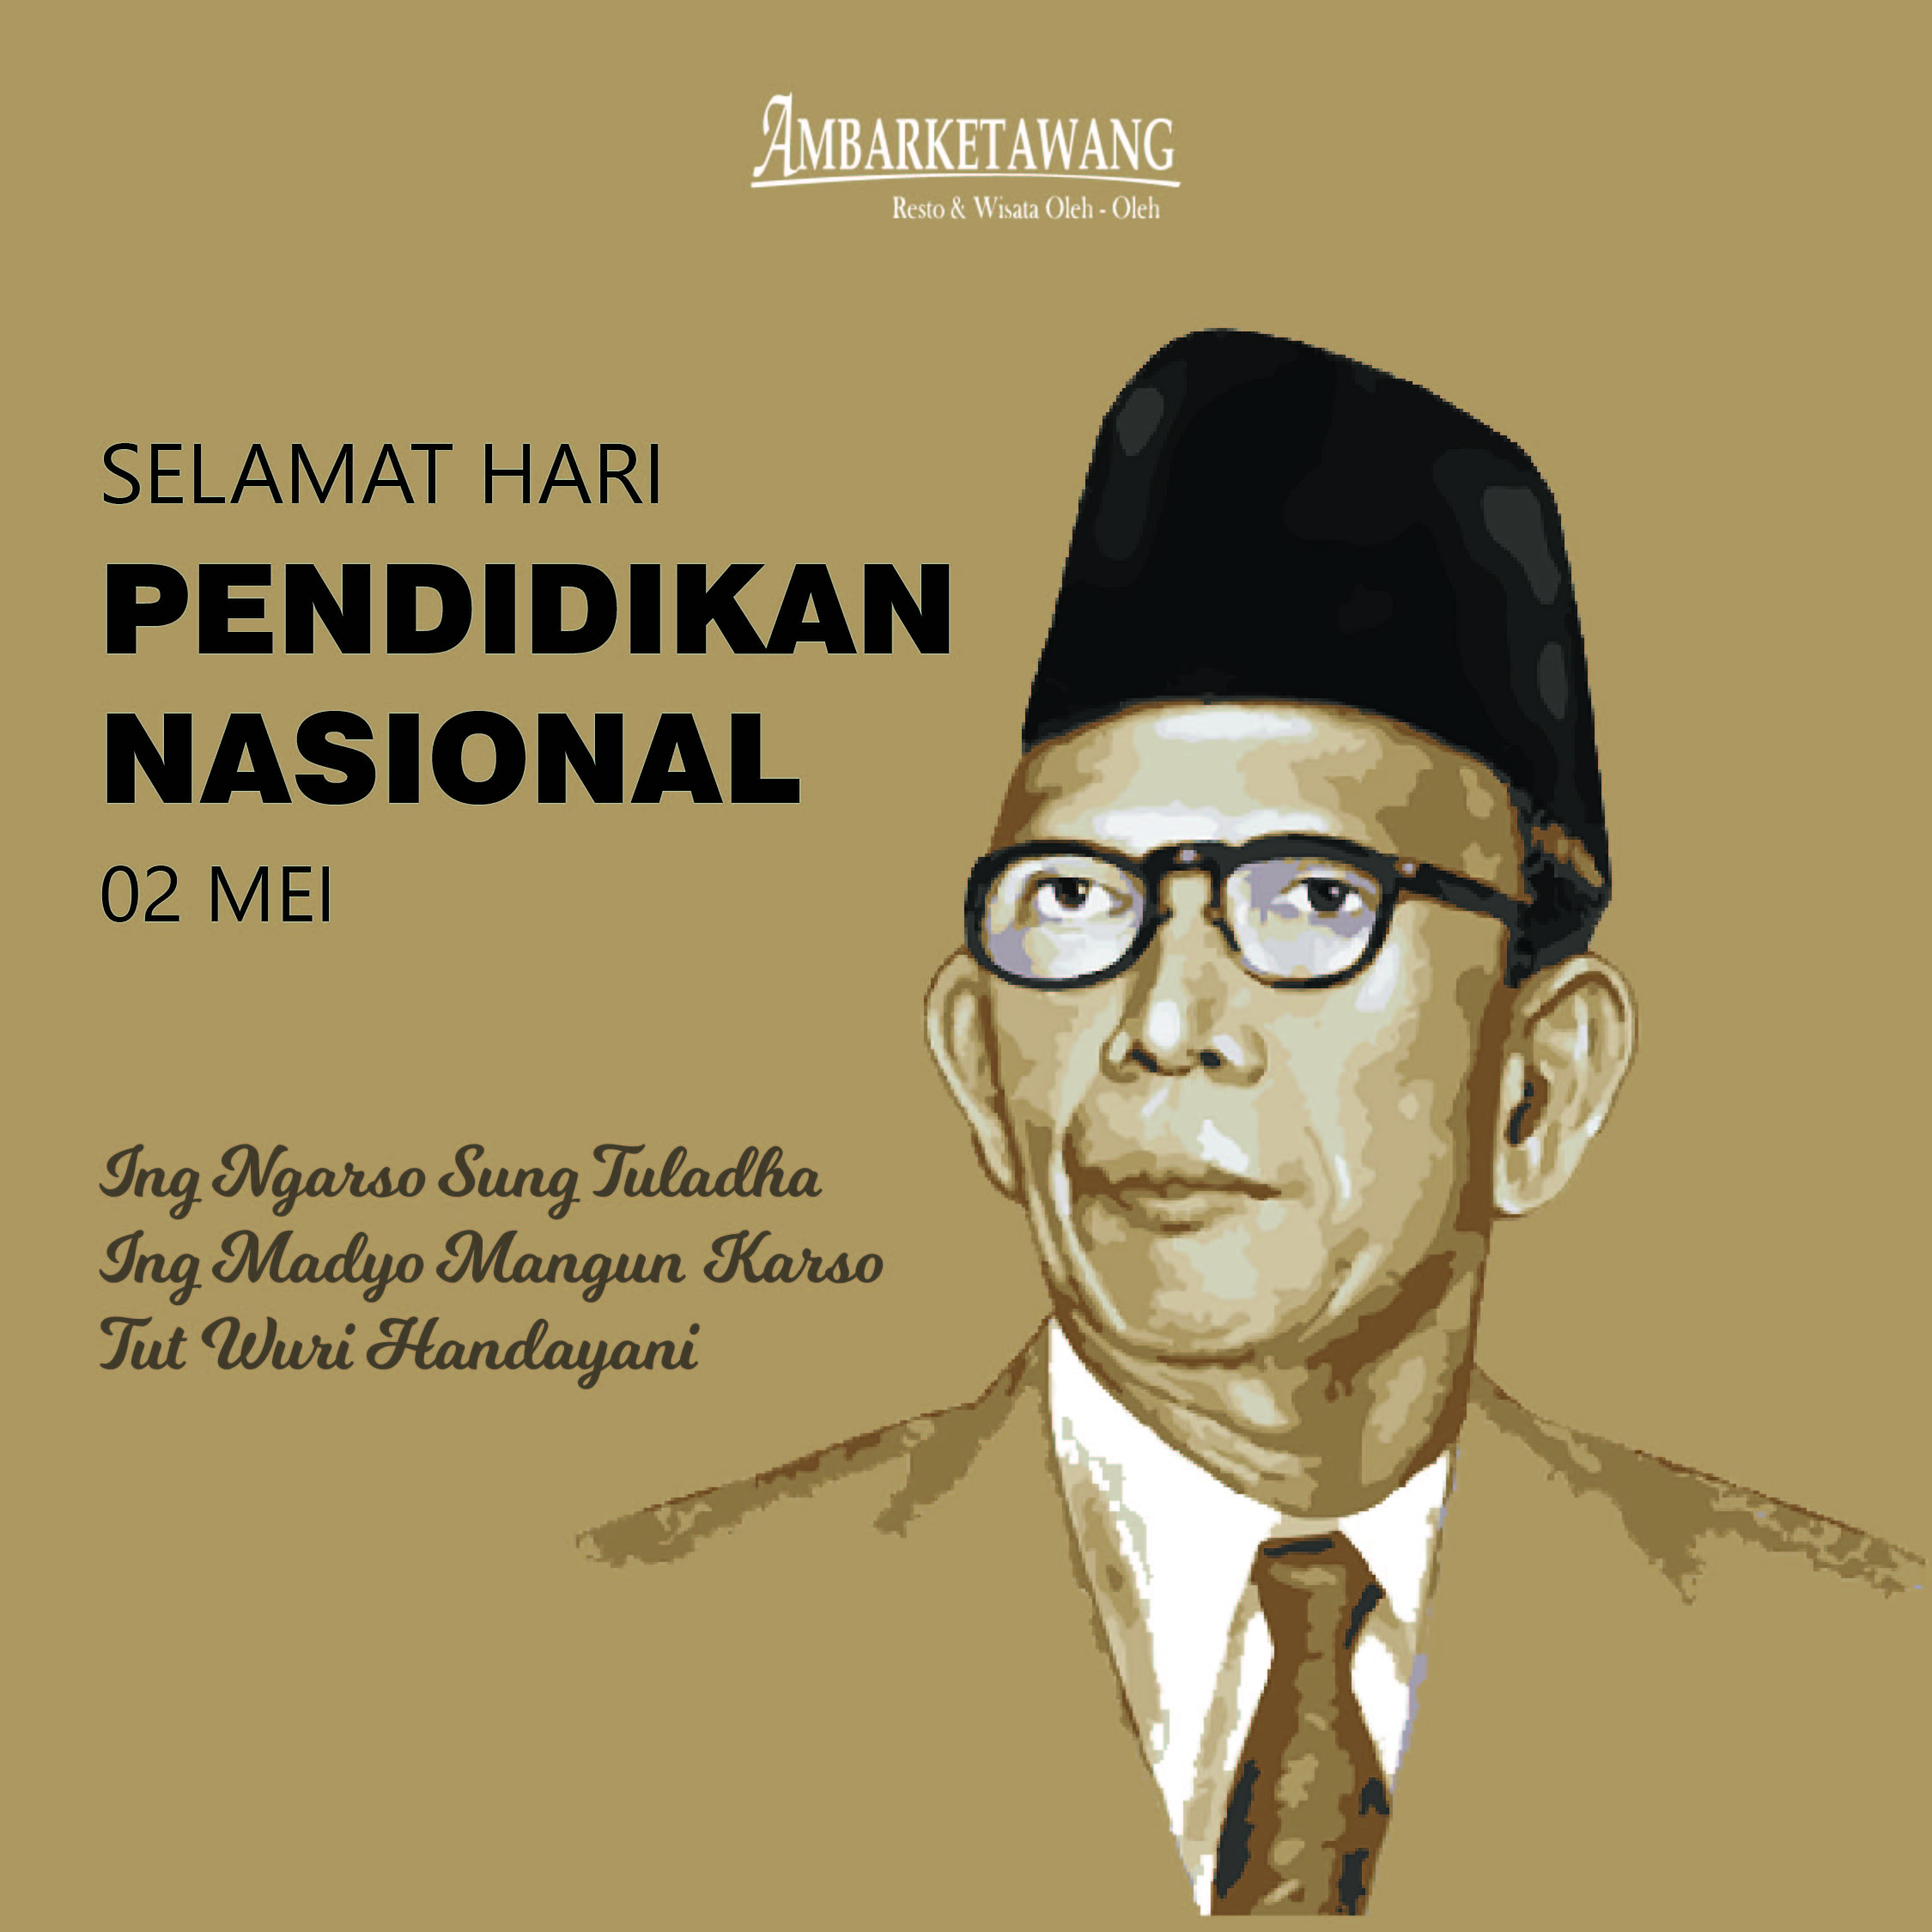 AMBARKETAWANG
Resto & Wisata Oleh - Oleh
SELAMAT HARI
PENDIDIKAN
NASIONAL
02 MEI
Ing Ngarso Sung Tuladha
Ing Madyo Mangun Karso
Tut Wuri Handayani